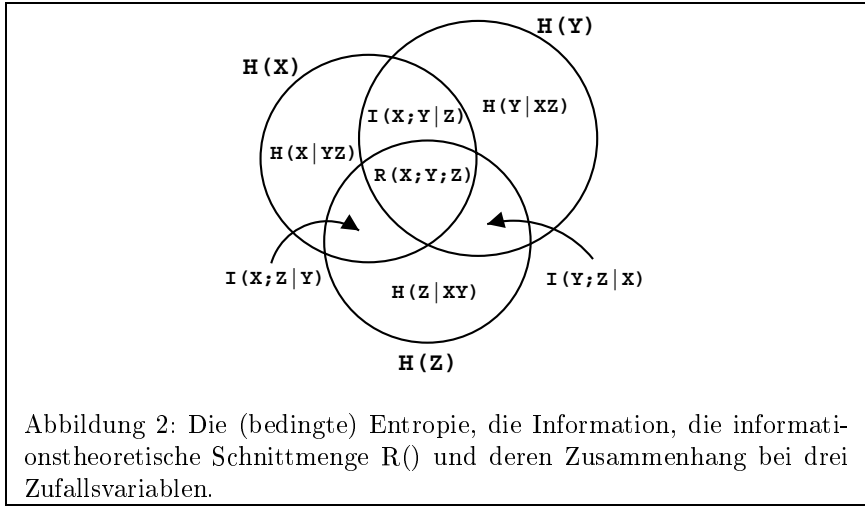 H(Y)
H(X)
I(X;Y|Z)
H(Y|XZ)
H(X|YZ)
R(X;Y;Z)
I(X;Z|Y)
H(Z|XY)
I(Y;Z|X)
H(Z)
Abbildung 2: Die (bedingte) Entropie, die Information, die informati-
onstheoretische Schnittmenge R() und deren Zusammenhang bei drei
Zufallsvariablen.